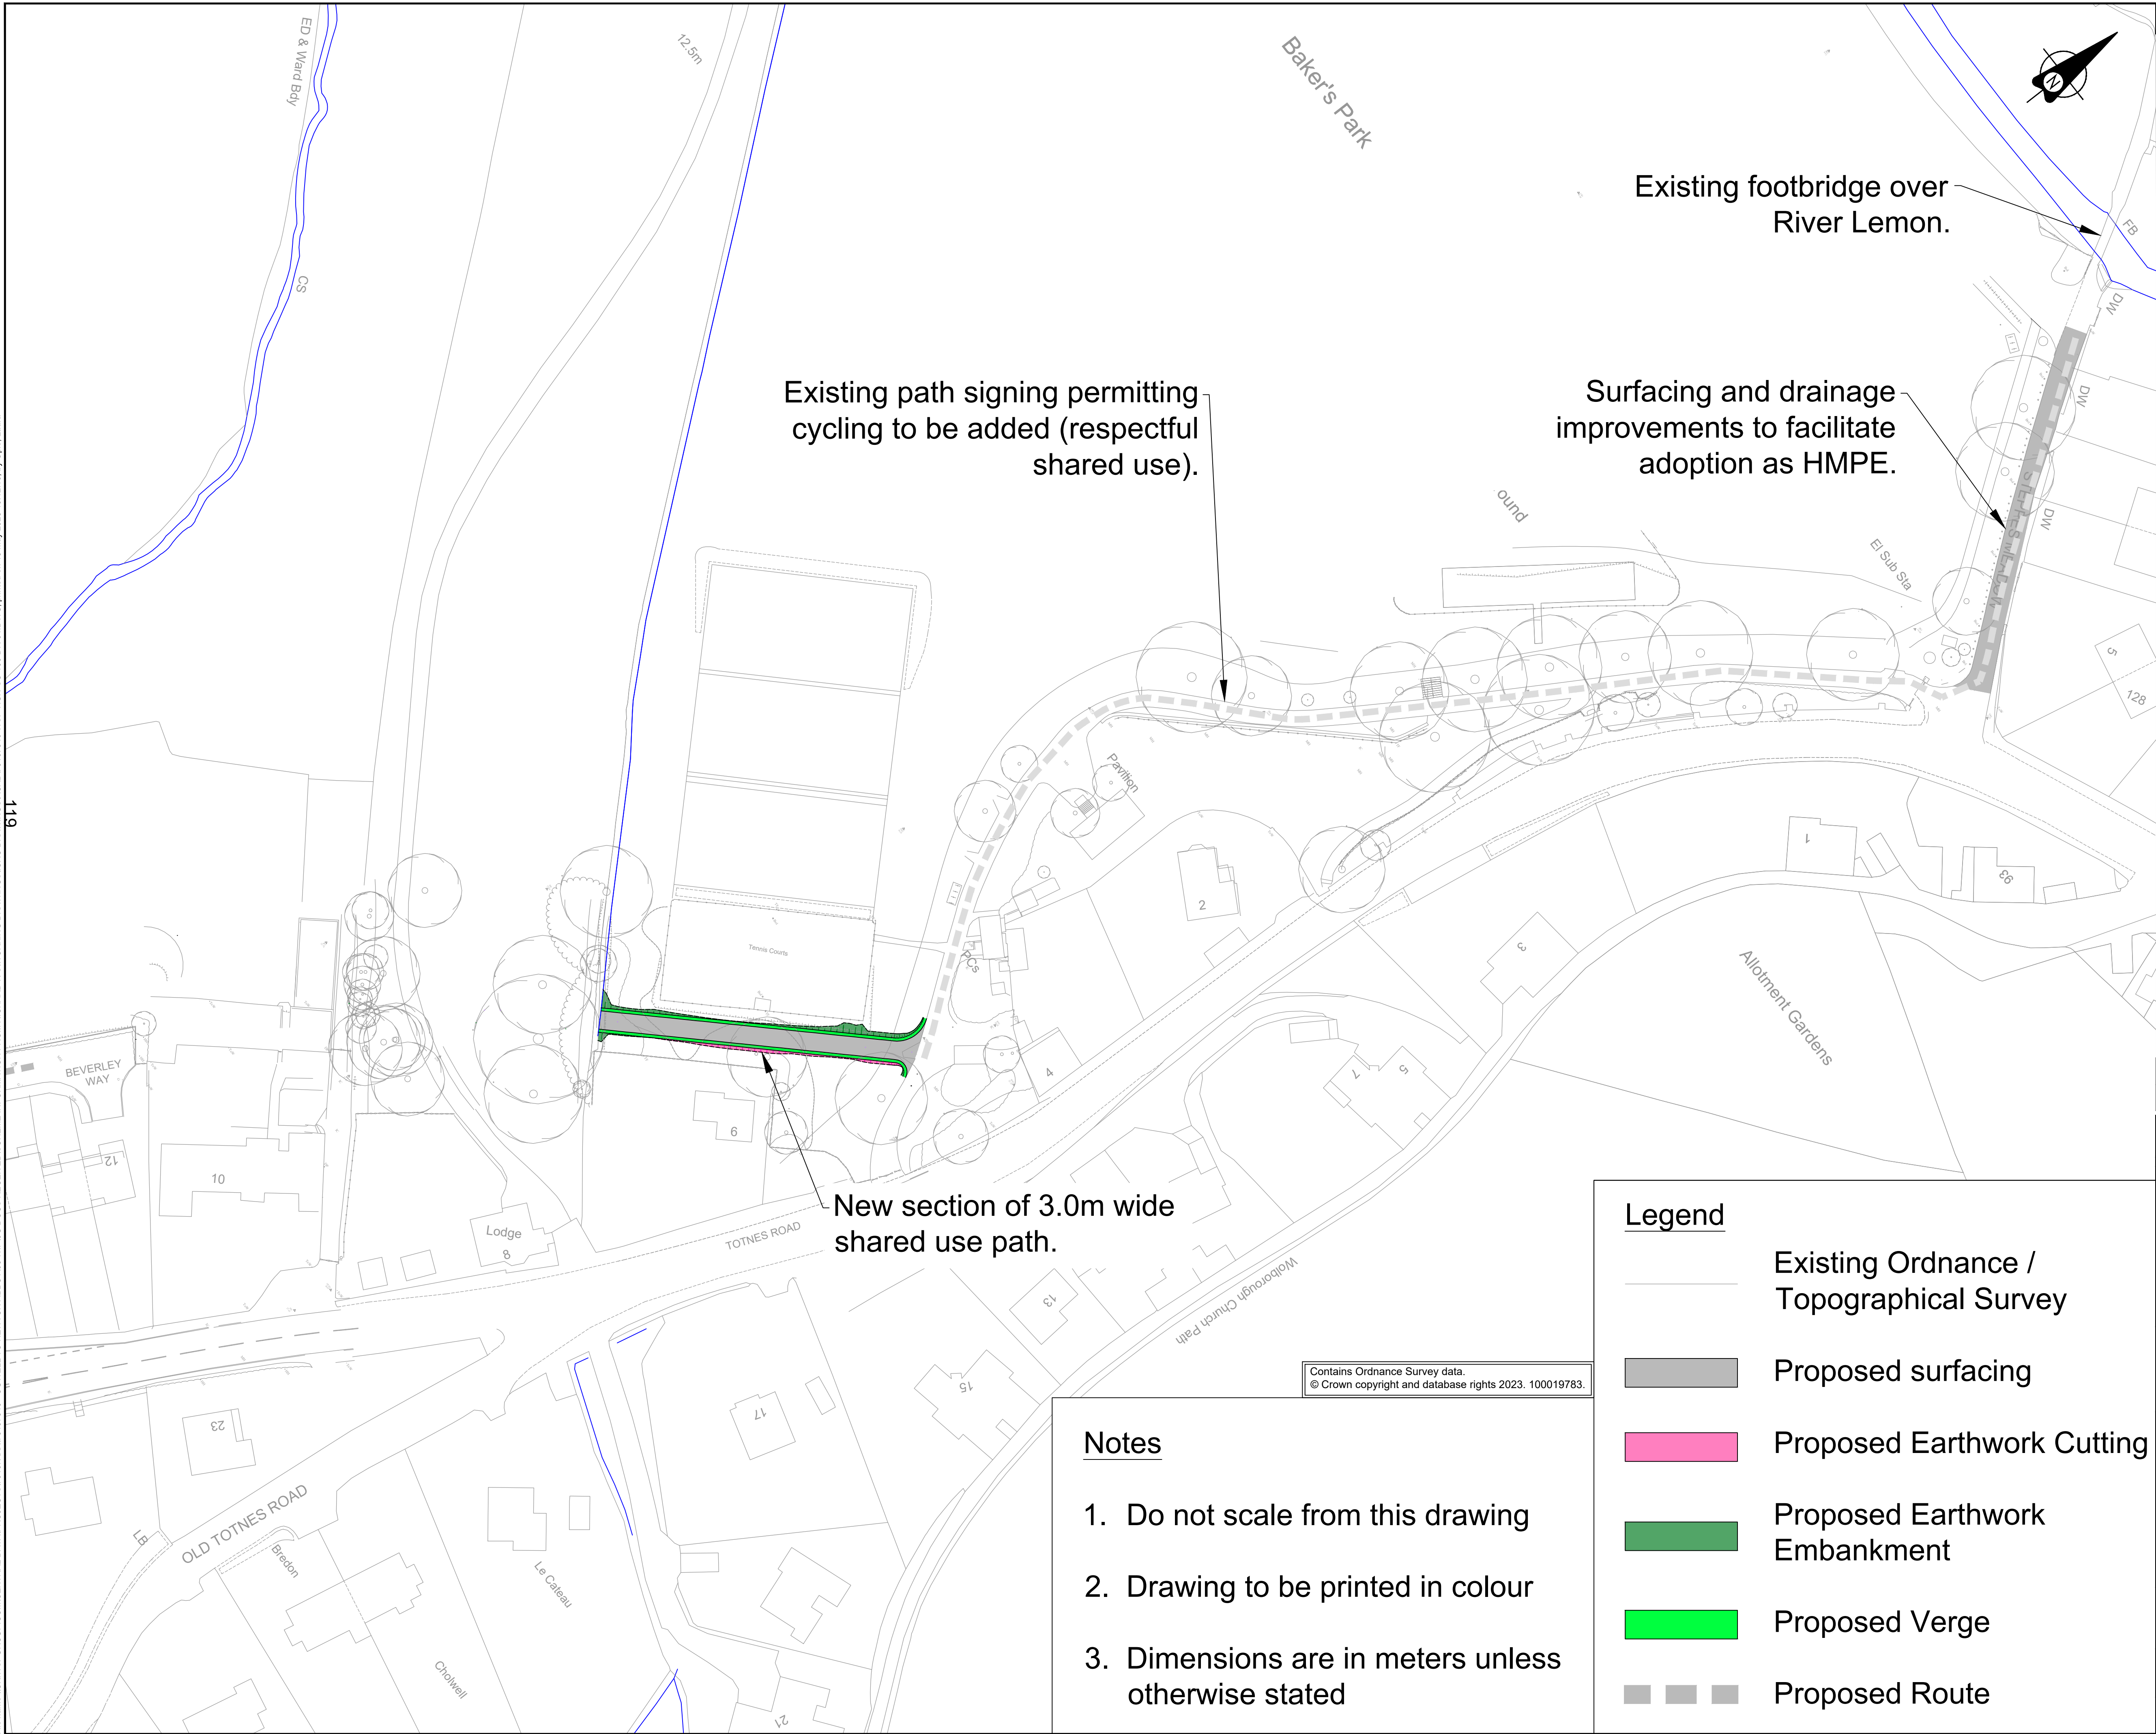 ED & Ward Bdy
12.5m
Baker's Park
N
Existing footbridge over
River Lemon.
FB
CS
DW
Existing path signing permitting
cycling to be added (respectful
shared use).
Surfacing and drainage
improvements to facilitate
adoption as HMPE.
DW
ound
DW
El Sub Sta
5
128
Pavilion
119
1
93
2
Tennis Courts
3
PCs
Allotment Gardens
BEVERLEY
WAY
4
7
5
6
12
10
New section of 3.0m wide
shared use path.
Lodge
8
TOTNES ROAD
Wolborough Church Path
13
15
17
23
OLD TOTNES ROAD
LB
Bredon
Le Cateau
Cholwell
21
Contains Ordnance Survey data.
© Crown copyright and database rights 2023. 100019783.
Notes
1. Do not scale from this drawing
2. Drawing to be printed in colour
3. Dimensions are in meters unless
otherwise stated
Legend
Existing Ordnance /
Topographical Survey
Proposed surfacing
Proposed Earthwork Cutting
Proposed Earthwork
Embankment
Proposed Verge
Proposed Route